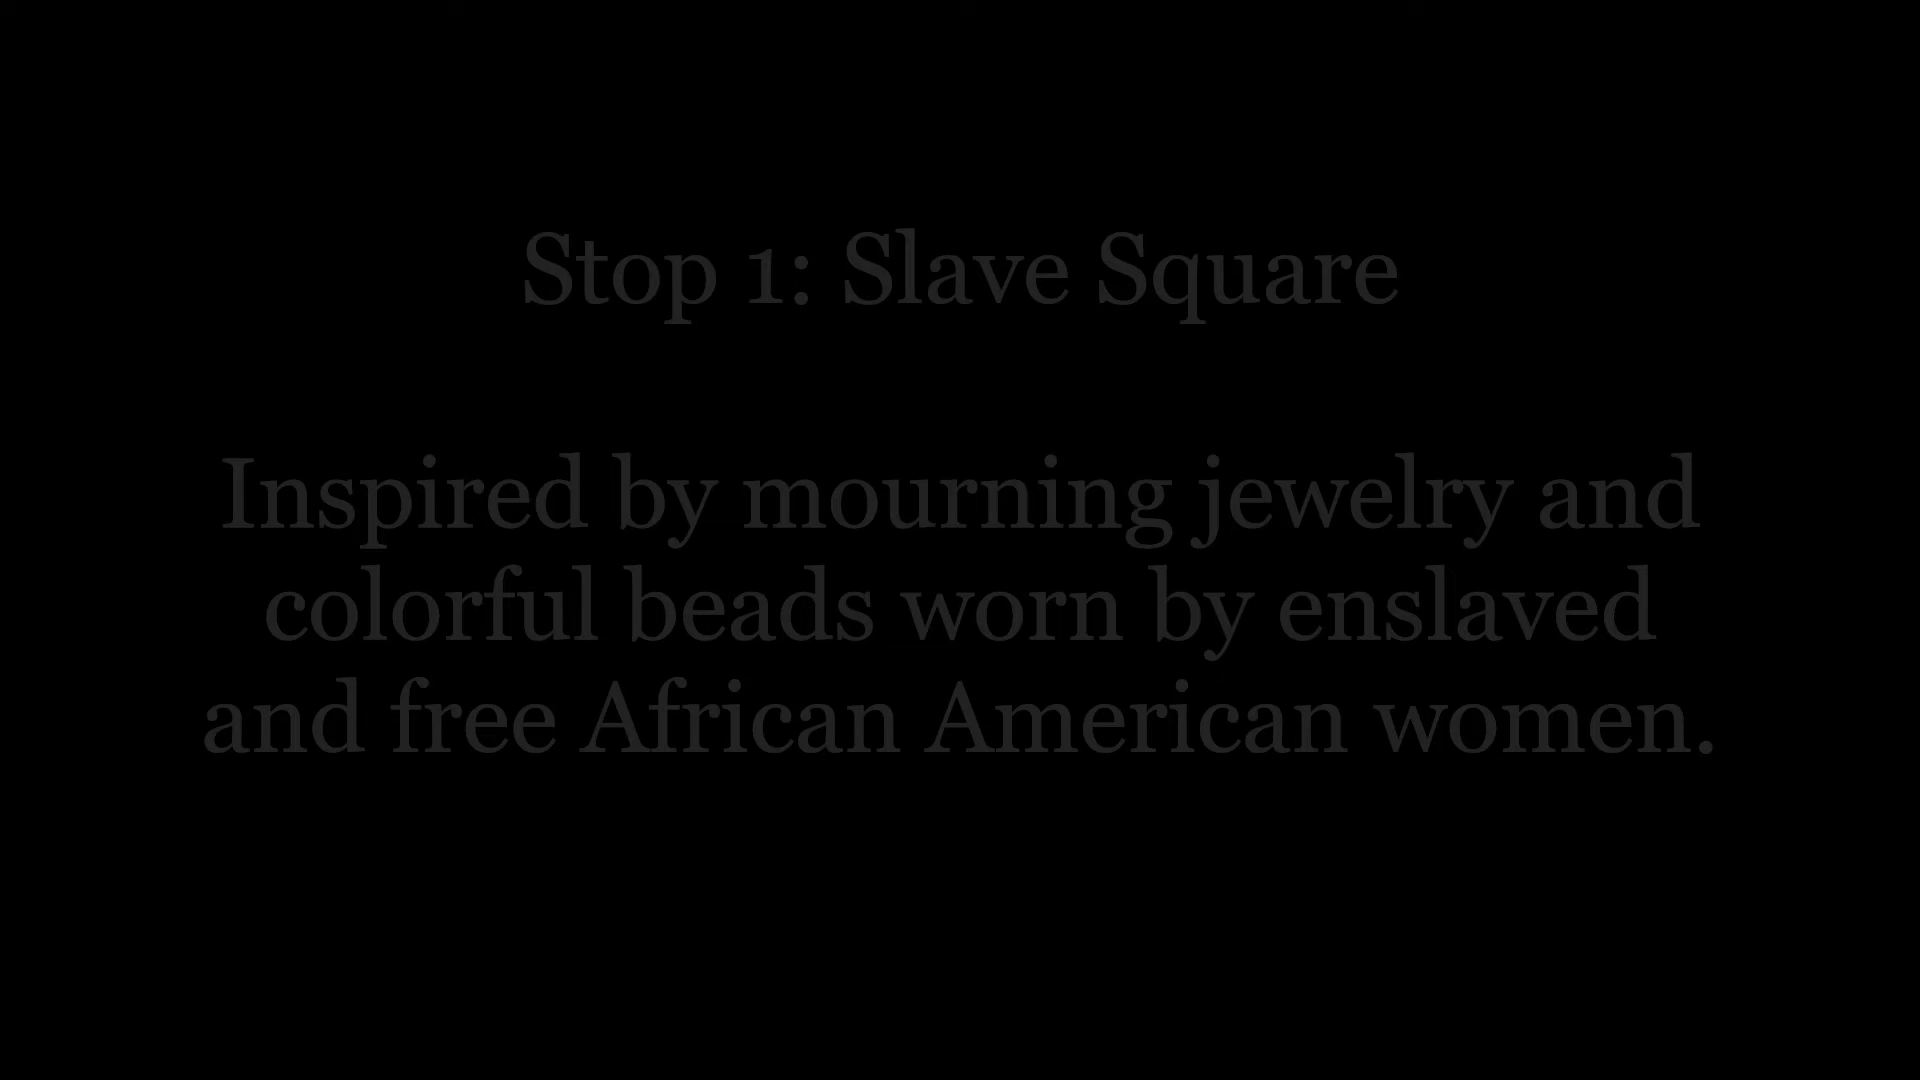 Stop 1: Slave Square
Inspired by mourning jewelry and
colorful beads worn by enslaved
and free African American women.